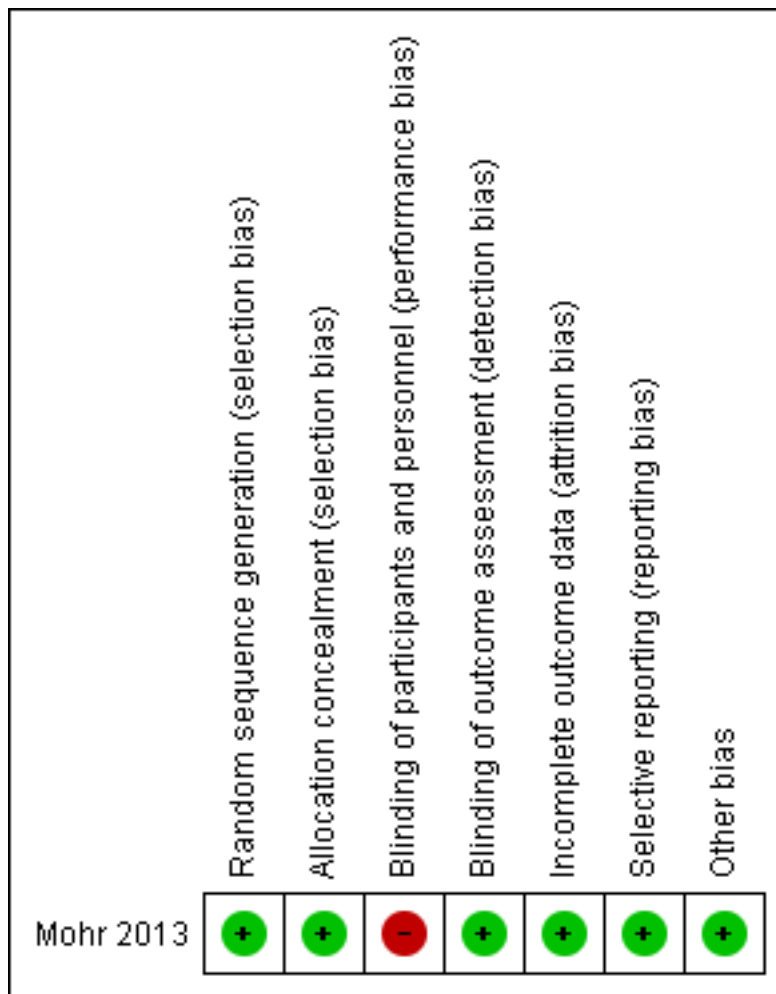 Random sequence generation (selection bias)
Allocation concealment (selection bias)
Blinding of participants and personnel (performance bias)
Blinding of outcome assessment (detection bias)
Incomplete outcome data (attrition bias)
Selective reporting (reporting bias)
Other bias
Mohr 2013 + + - + + + +